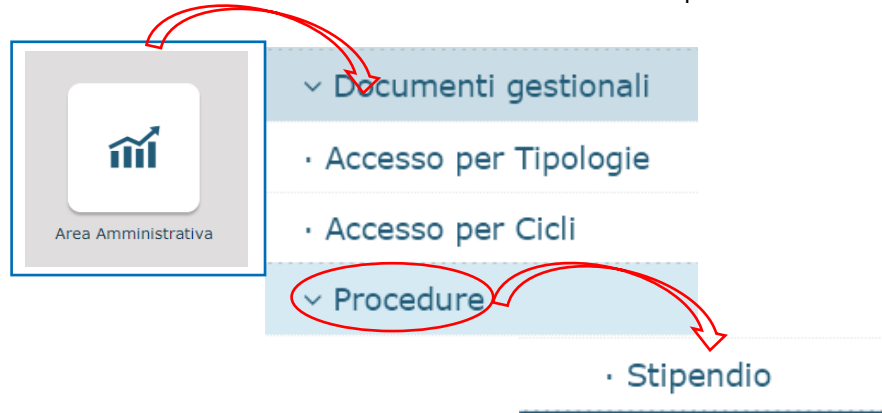 Area Amministrativa
Documenti gestionali
· Accesso per Tipologie
· Accesso per Cicli
Procedure
· Stipendio